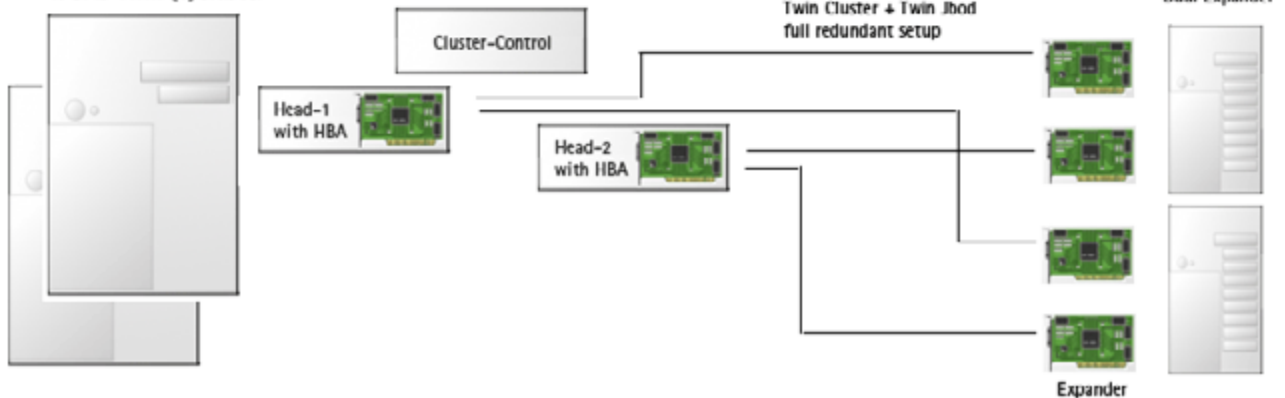 Cluster-Control
Twin Cluster + Twin Jbod
full redundant setup
Head-1
with HBA
Head-2
with HBA
Expander